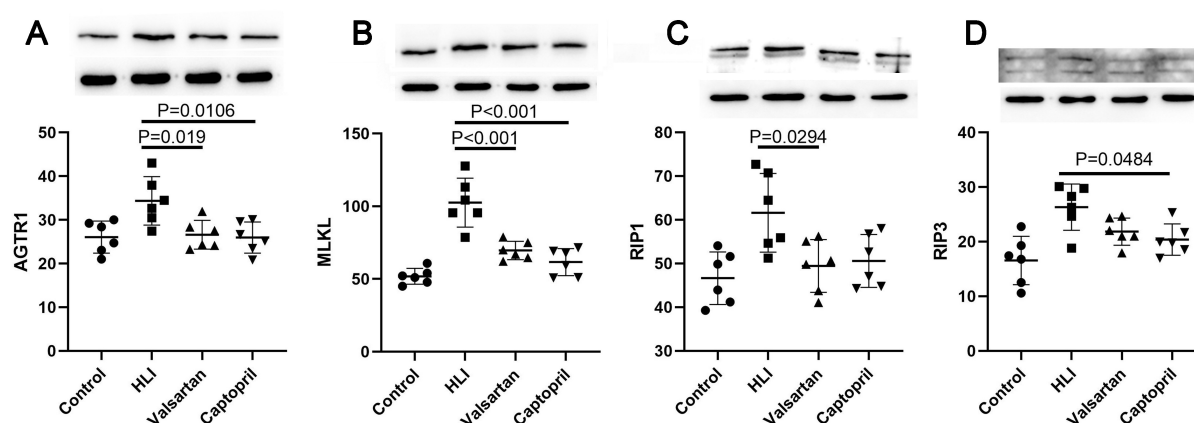 A
P=0.0106
P=0.019
AGTR1
50
40
30
20
10
0
Control
HLI
Valsartan
Captopril
B
P<0.001
P<0.001
MLKL
150
100
50
0
Control
HLI
Valsartan
Captopril
C
P=0.0294
RIP1
80
70
60
50
40
30
Control
HLI
Valsartan
Captopril
D
P=0.0484
RIP3
40
30
20
10
0
Control
HLI
Valsartan
Captopril